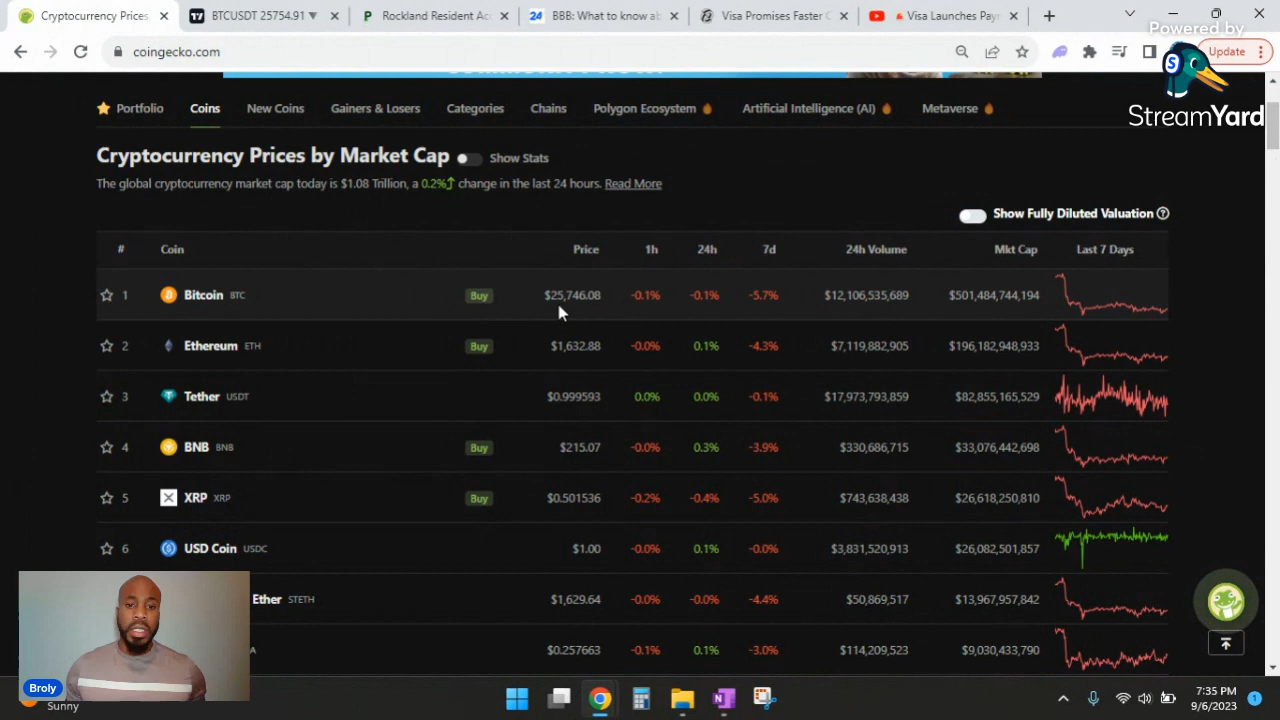 Cryptocurrency Prices
BTCUSDT 25754.91
Rockland Resident Ac
BBB: What to know ab
Visa Promises Faster C
Visa Launches Payn
Powered by
coingecko.com
Update
StreamYard
Portfolio Coins New Coins Gainers & Losers Categories Chains Polygon Ecosystem Artificial Intelligence (AI) Metaverse
Cryptocurrency Prices by Market Cap Show Stats
The global cryptocurrency market cap today is $1.08 Trillion, a 0.2% change in the last 24 hours. Read More
Show Fully Diluted Valuation
# Coin Price 1h 24h 7d 24h Volume Mkt Cap Last 7 Days
1 Bitcoin BTC Buy $25,746.08 -0.1% -0.1% -5.7% $12,106,535,689 $501,484,744,194
2 Ethereum ETH Buy $1,632.88 -0.0% 0.1% -4.3% $7,119,882,905 $196,182,948,933
3 Tether USDT $0.999593 0.0% 0.0% -0.1% $17,973,793,859 $82,855,165,529
4 BNB BNB Buy $215.07 -0.0% 0.3% -3.9% $330,686,715 $33,076,442,698
5 XRP XRP Buy $0.501536 -0.2% -0.4% -5.0% $743,638,438 $26,618,250,810
6 USD Coin USDC $1.00 -0.0% 0.1% -0.0% $3,831,520,913 $26,082,501,857
Ether STETH $1,629.64 -0.0% -0.0% -4.4% $50,869,517 $13,967,957,842
A $0.257663 -0.1% 0.1% -3.0% $114,209,523 $9,030,433,790
Broly
Sunny
7:35 PM
9/6/2023
1